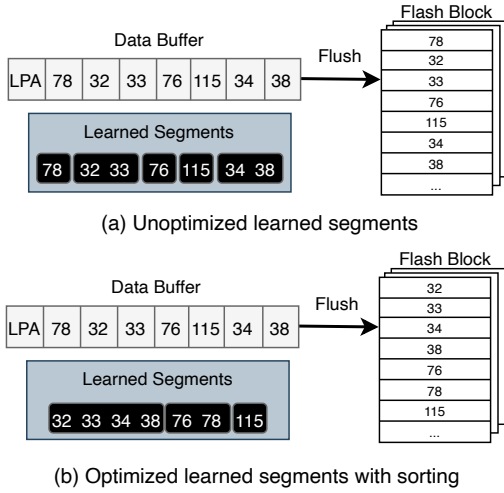 Flash Block
Data Buffer
Flush
LPA 78 32 33 76 115 34 38
78
32
33
76
115
34
38
...
Learned Segments
78 32 33 76 115 34 38
(a) Unoptimized learned segments
Flash Block
Data Buffer
Flush
LPA 78 32 33 76 115 34 38
32
33
34
38
76
78
115
...
Learned Segments
32 33 34 38 76 78 115
(b) Optimized learned segments with sorting